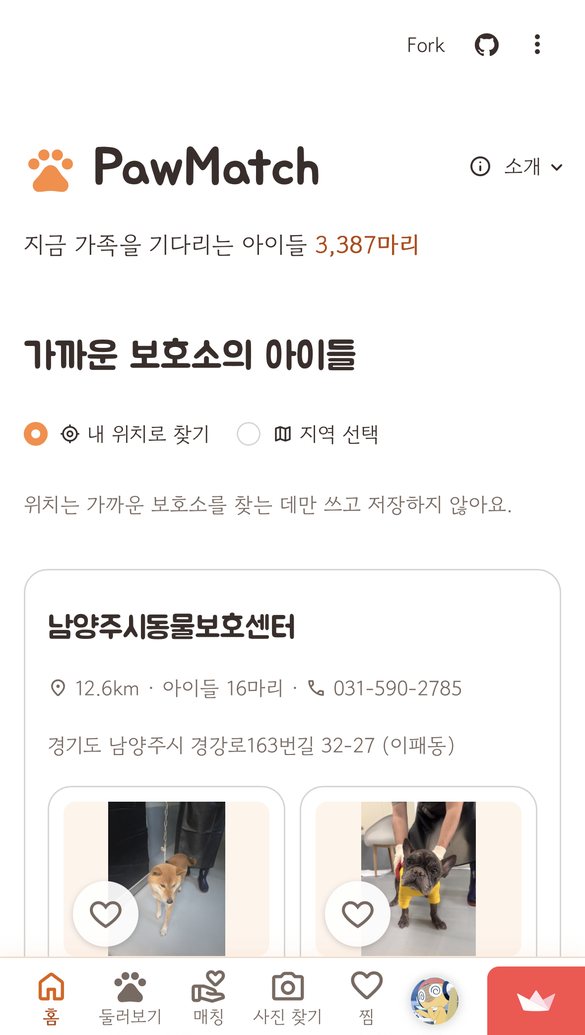 Fork
PawMatch
소개
지금 가족을 기다리는 아이들 3,387마리
가까운 보호소의 아이들
내 위치로 찾기 지역 선택
위치는 가까운 보호소를 찾는 데만 쓰고 저장하지 않아요.
남양주시동물보호센터
12.6km · 아이들 16마리 · 031-590-2785
경기도 남양주시 경강로163번길 32-27 (이패동)
홈 둘러보기 매칭 사진 찾기 찜